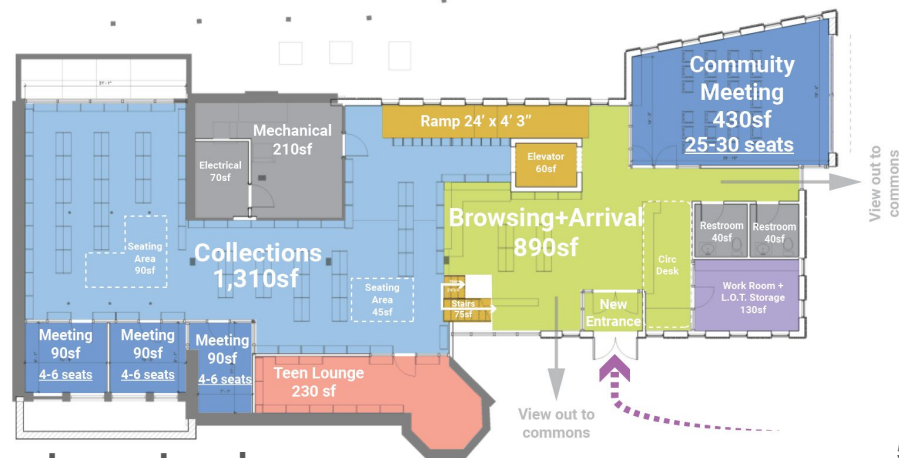 Commuity
Meeting
430sf
25-30 seats
Ramp 24' x 4' 3"
Mechanical
210sf
Electrical
70sf
Elevator
60sf
View out to
commons
Browsing+Arrival
890sf
Restroom
40sf
Restroom
40sf
Seating
Area
90sf
Collections
1,310sf
Circ
Desk
Seating
Area
45sf
Stairs
75sf
New
Entrance
Work Room +
L.O.T. Storage
130sf
Meeting
90sf
4-6 seats
Meeting
90sf
4-6 seats
Meeting
90sf
4-6 seats
Teen Lounge
230 sf
View out to
commons